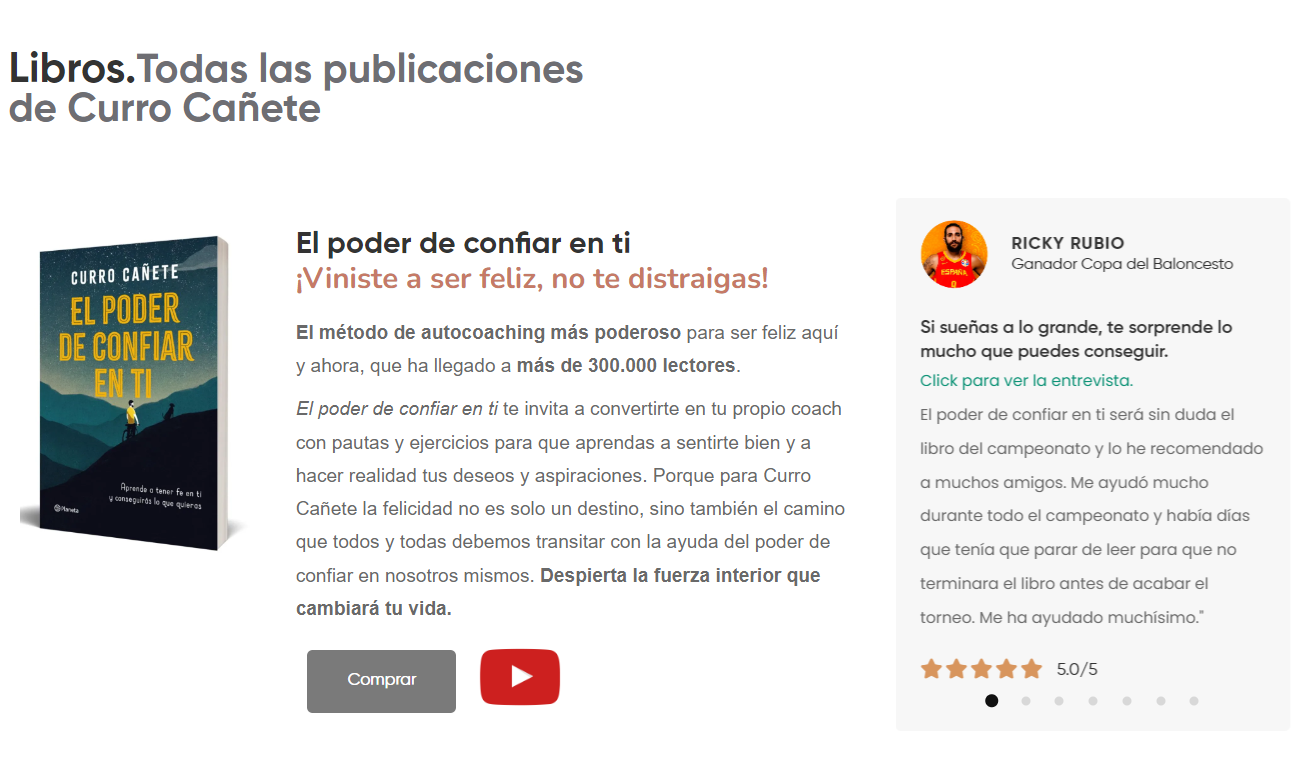 Libros.Todas las publicaciones
de Curro Cañete
CURRO CAÑETE
EL PODER
DE CONFIAR
EN TI
Aprende a tener fe en ti
y conseguirás lo que quieras
Planeta
El poder de confiar en ti
¡Viniste a ser feliz, no te distraigas!
El método de autocoaching más poderoso para ser feliz aquí
y ahora, que ha llegado a más de 300.000 lectores.
El poder de confiar en ti te invita a convertirte en tu propio coach
con pautas y ejercicios para que aprendas a sentirte bien y a
hacer realidad tus deseos y aspiraciones. Porque para Curro
Cañete la felicidad no es solo un destino, sino también el camino
que todos y todas debemos transitar con la ayuda del poder de
confiar en nosotros mismos. Despierta la fuerza interior que
cambiará tu vida.
Comprar
ESPAÑA
RICKY RUBIO
Ganador Copa del Baloncesto
Si sueñas a lo grande, te sorprende lo
mucho que puedes conseguir.
Click para ver la entrevista.
El poder de confiar en ti será sin duda el
libro del campeonato y lo he recomendado
a muchos amigos. Me ayudó mucho
durante todo el campeonato y había días
que tenía que parar de leer para que no
terminara el libro antes de acabar el
torneo. Me ha ayudado muchísimo."
5.0/5